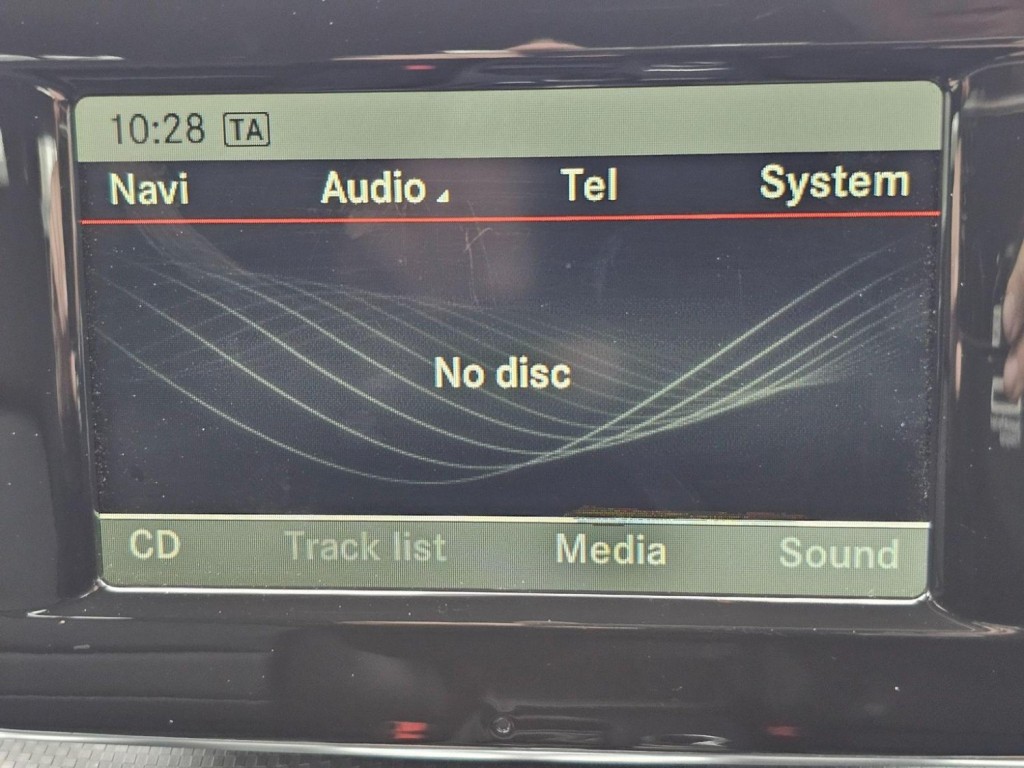 10:28 TA
Navi Audio Tel System
No disc
CD Track list Media Sound